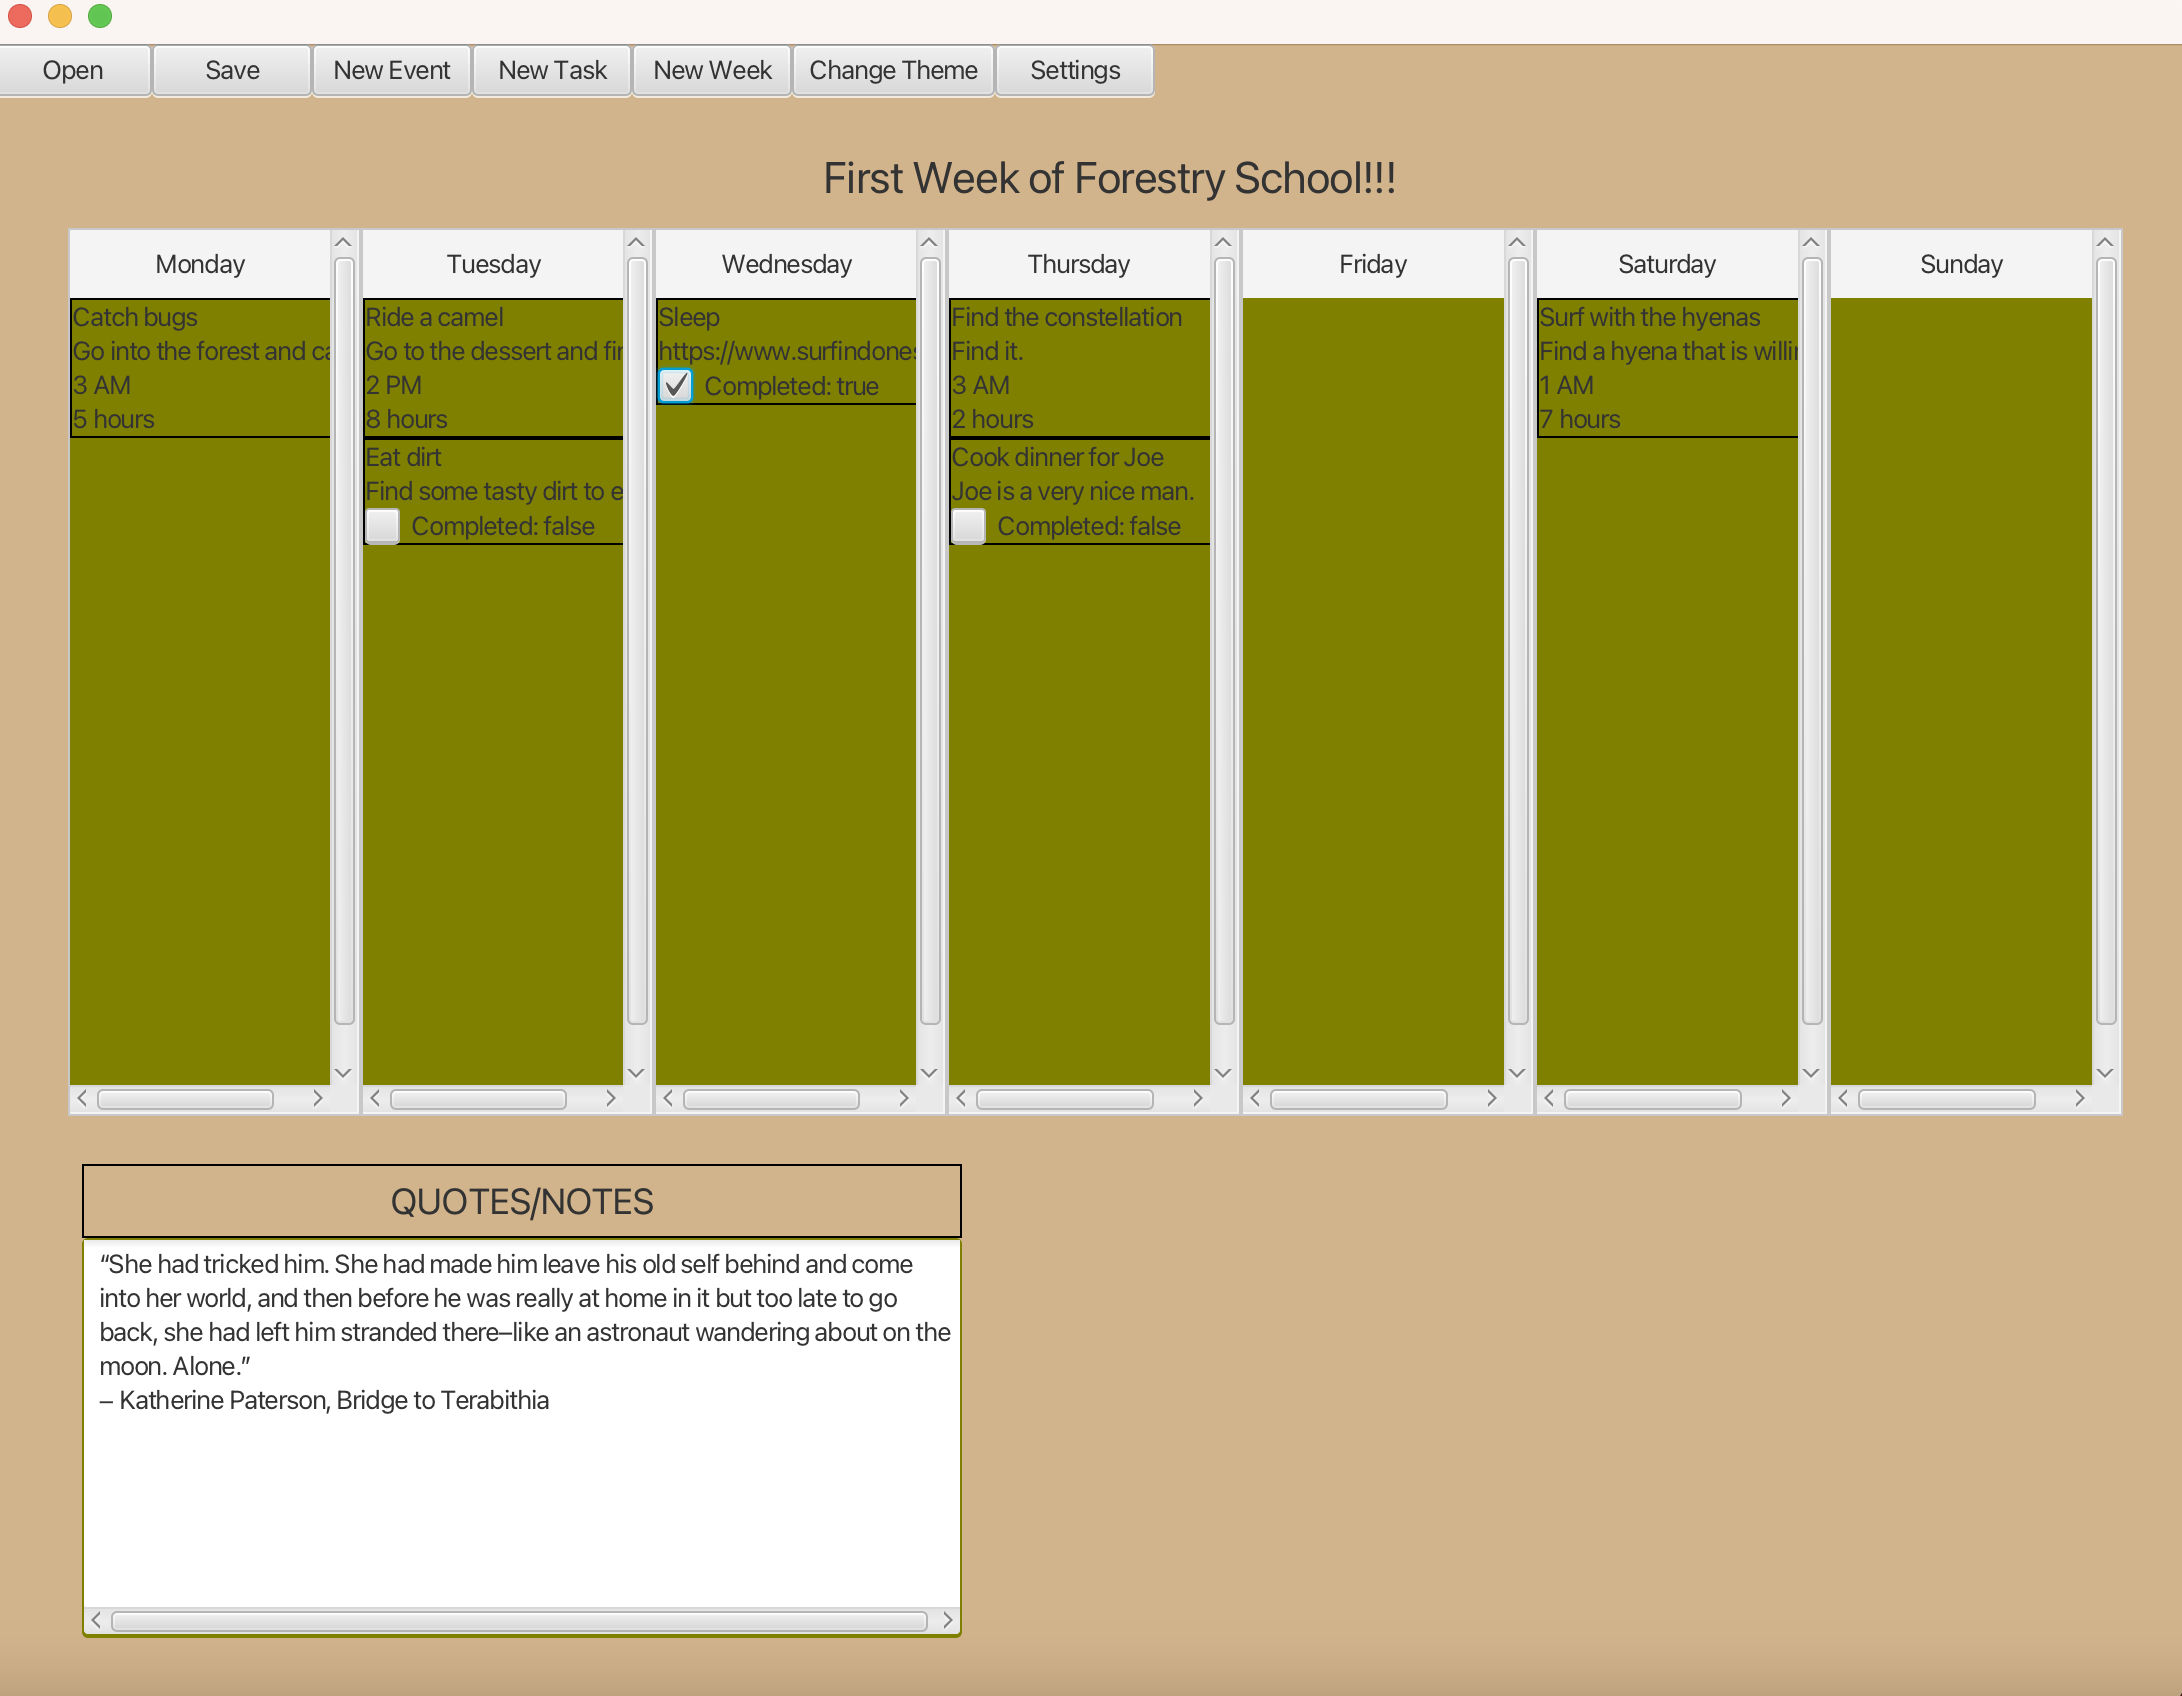 Open Save New Event New Task New Week Change Theme Settings
First Week of Forestry School!!!
Monday
Catch bugs
Go into the forest and ca
3 AM
5 hours
Tuesday
Ride a camel
Go to the dessert and fin
2 PM
8 hours
Eat dirt
Find some tasty dirt to e
Completed: false
Wednesday
Sleep
https://www.surfindones
Completed: true
Thursday
Find the constellation
Find it.
3 AM
2 hours
Cook dinner for Joe
Joe is a very nice man.
Completed: false
Friday
Saturday
Surf with the hyenas
Find a hyena that is willin
1 AM
7 hours
Sunday
QUOTES/NOTES
“She had tricked him. She had made him leave his old self behind and come
into her world, and then before he was really at home in it but too late to go
back, she had left him stranded there—like an astronaut wandering about on the
moon. Alone.”
― Katherine Paterson, Bridge to Terabithia